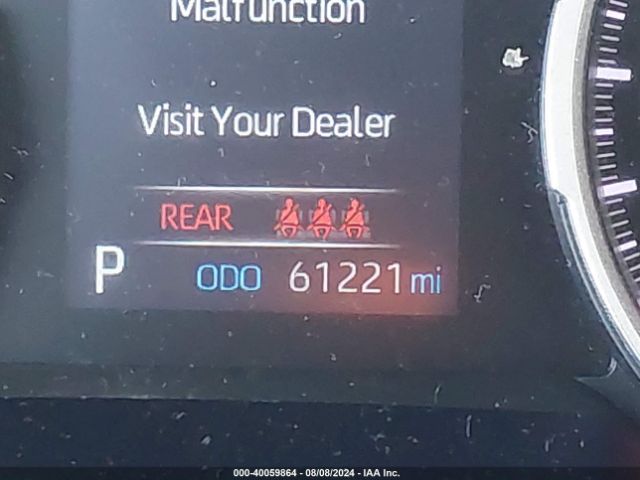 Malfunction
Visit Your Dealer
REAR
P ODO 61221 mi
000-40059864 - 08/08/2024 - IAA Inc.